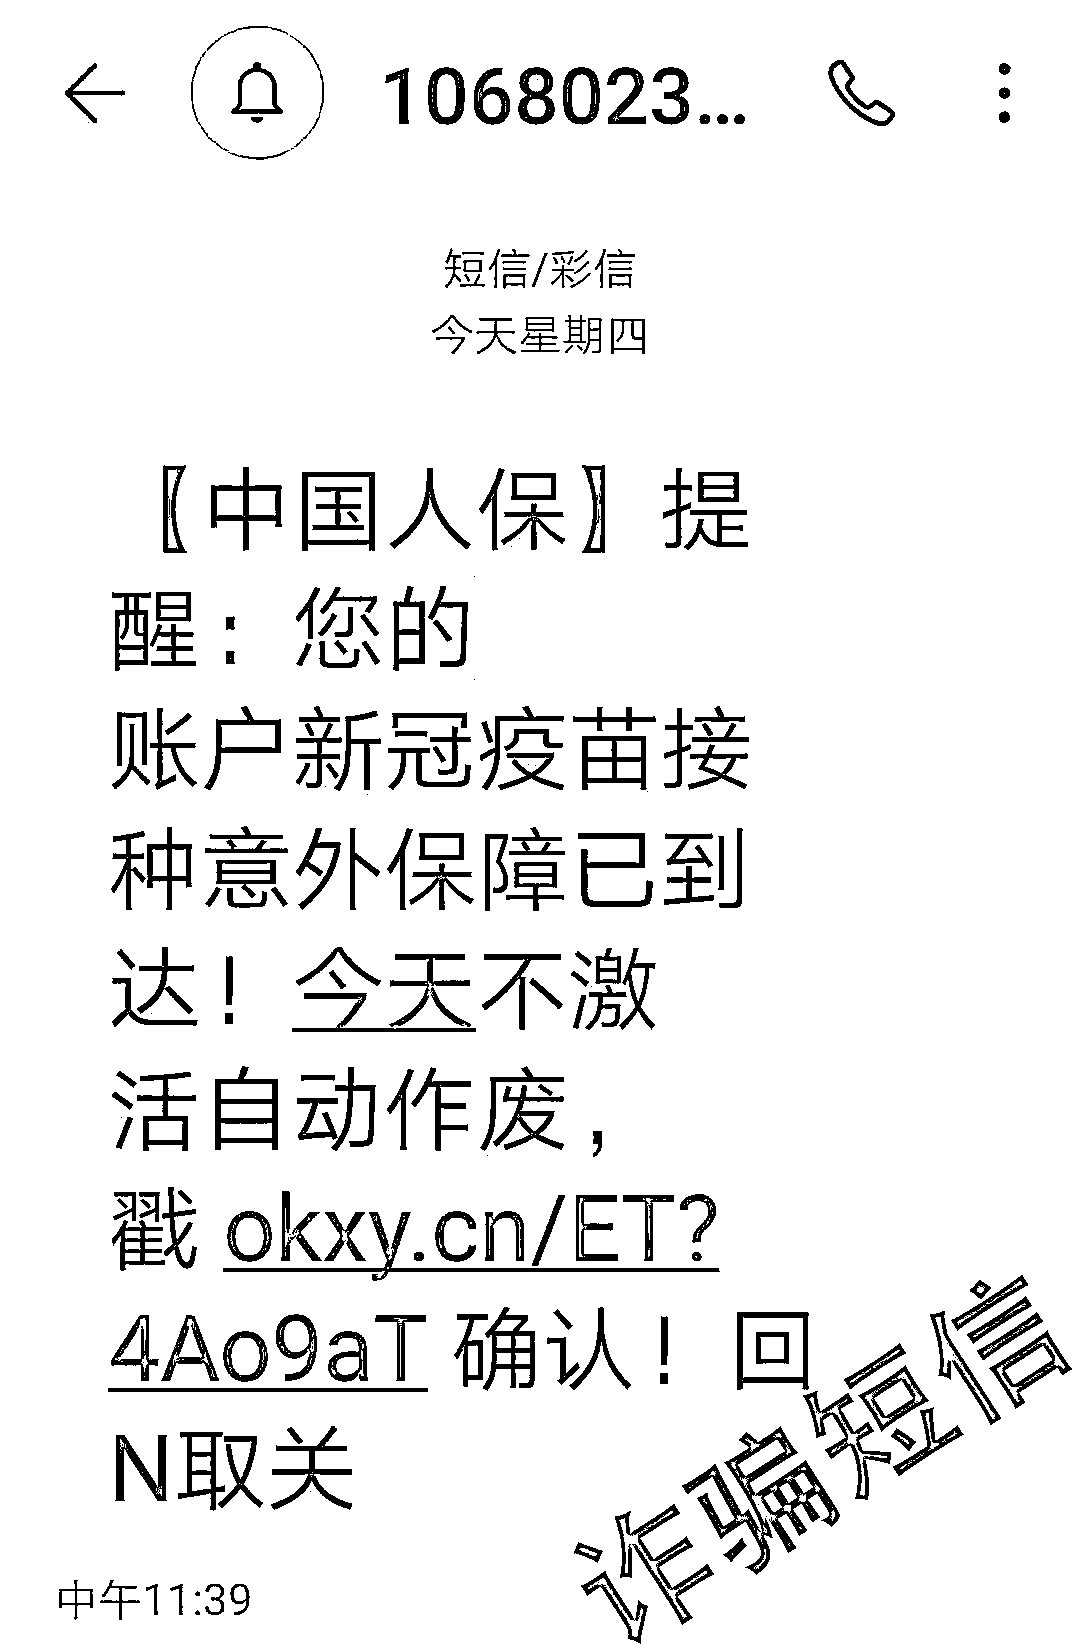 1068023...
短信/彩信
今天星期四
【中国人保】提
醒：您的
账户新冠疫苗接
种意外保障已到
达！今天不激
活自动作废，
戳 okxy.cn/ET?
4Ao9aT 确认！回
N取关
诈骗短信
中午11:39